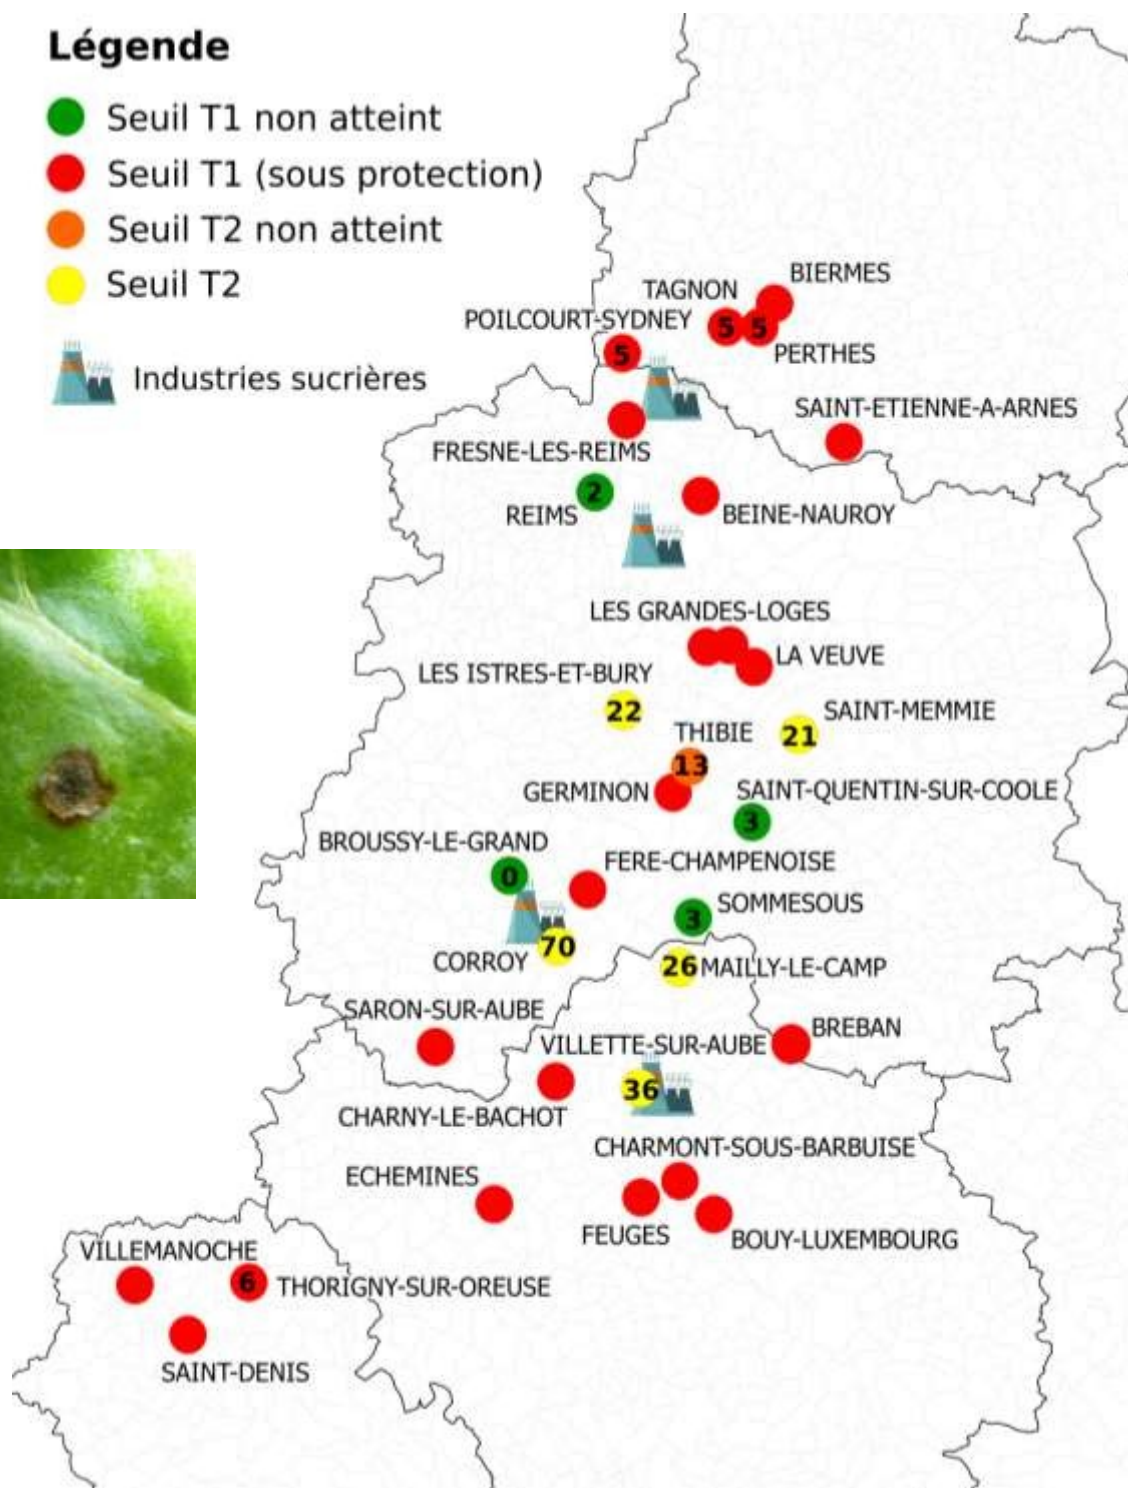 Légende
Seuil T1 non atteint
Seuil T1 (sous protection)
Seuil T2 non atteint
Seuil T2
Industries sucrières
BIERMES
TAGNON
POILCOURT-SYDNEY
5
5
PERTHES
5
SAINT-ETIENNE-A-ARNES
FRESNE-LES-REIMS
2
REIMS
BEINE-NAUROY
LES GRANDES-LOGES
LA VEUVE
LES ISTRES-ET-BURY
22
SAINT-MEMMIE
THIBIE
21
13
GERMINON
SAINT-QUENTIN-SUR-COOLE
3
BROUSSY-LE-GRAND
FERE-CHAMPENOISE
0
SOMMESOUS
3
70
CORROY
26
MAILLY-LE-CAMP
SARON-SUR-AUBE
BREBAN
VILLETTE-SUR-AUBE
36
CHARNY-LE-BACHOT
CHARMONT-SOUS-BARBUISE
ECHEMINES
FEUGES
BOUY-LUXEMBOURG
VILLEMANOCHE
6
THORIGNY-SUR-OREUSE
SAINT-DENIS